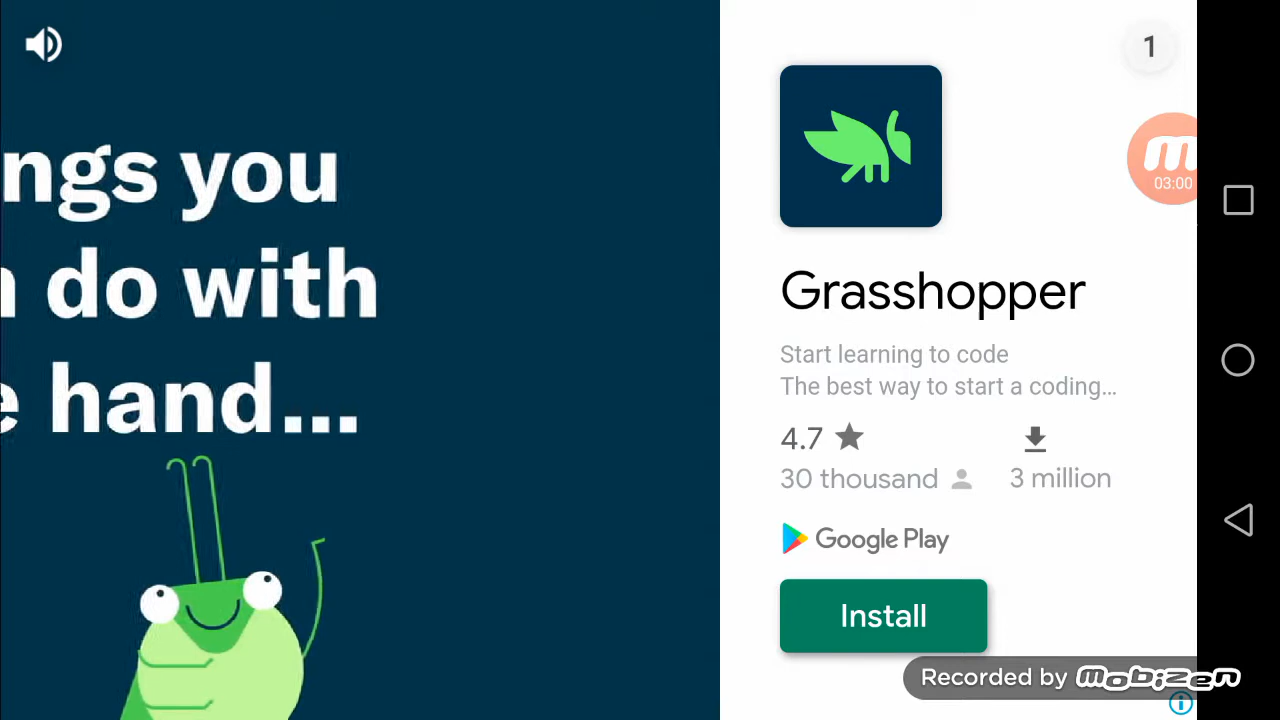 ngs you
do with
hand...
1
03:00
Grasshopper
Start learning to code
The best way to start a coding...
4.7
30 thousand
3 million
Google Play
Install
Recorded by mobizen